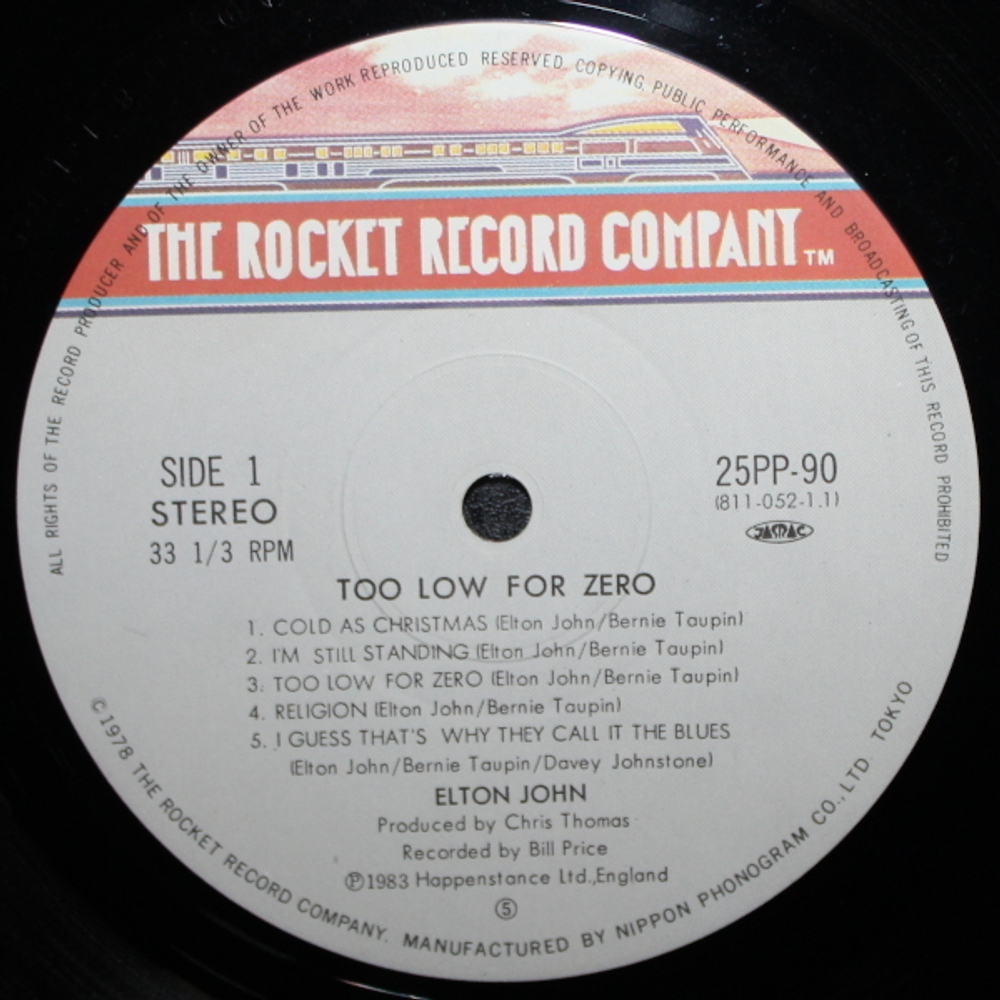 ALL RIGHTS OF THE RECORD PRODUCER AND OF THE OWNER OF THE WORK REPRODUCED RESERVED COPYING, PUBLIC PERFORMANCE AND BROADCASTING OF THIS RECORD PROHIBITED
THE ROCKET RECORD COMPANY TM
SIDE 1
STEREO
33 1/3 RPM
25PP-90
(811-052-1.1)
JASRAC
TOO LOW FOR ZERO
1. COLD AS CHRISTMAS (Elton John/Bernie Taupin)
2. I'M STILL STANDING (Elton John/Bernie Taupin)
3. TOO LOW FOR ZERO (Elton John/Bernie Taupin)
4. RELIGION (Elton John/Bernie Taupin)
5. I GUESS THAT'S WHY THEY CALL IT THE BLUES
(Elton John/Bernie Taupin/Davey Johnstone)
ELTON JOHN
Produced by Chris Thomas
Recorded by Bill Price
Ⓟ1983 Happenstance Ltd.,England
⑤
©1978 THE ROCKET RECORD COMPANY. MANUFACTURED BY NIPPON PHONOGRAM CO., LTD. TOKYO